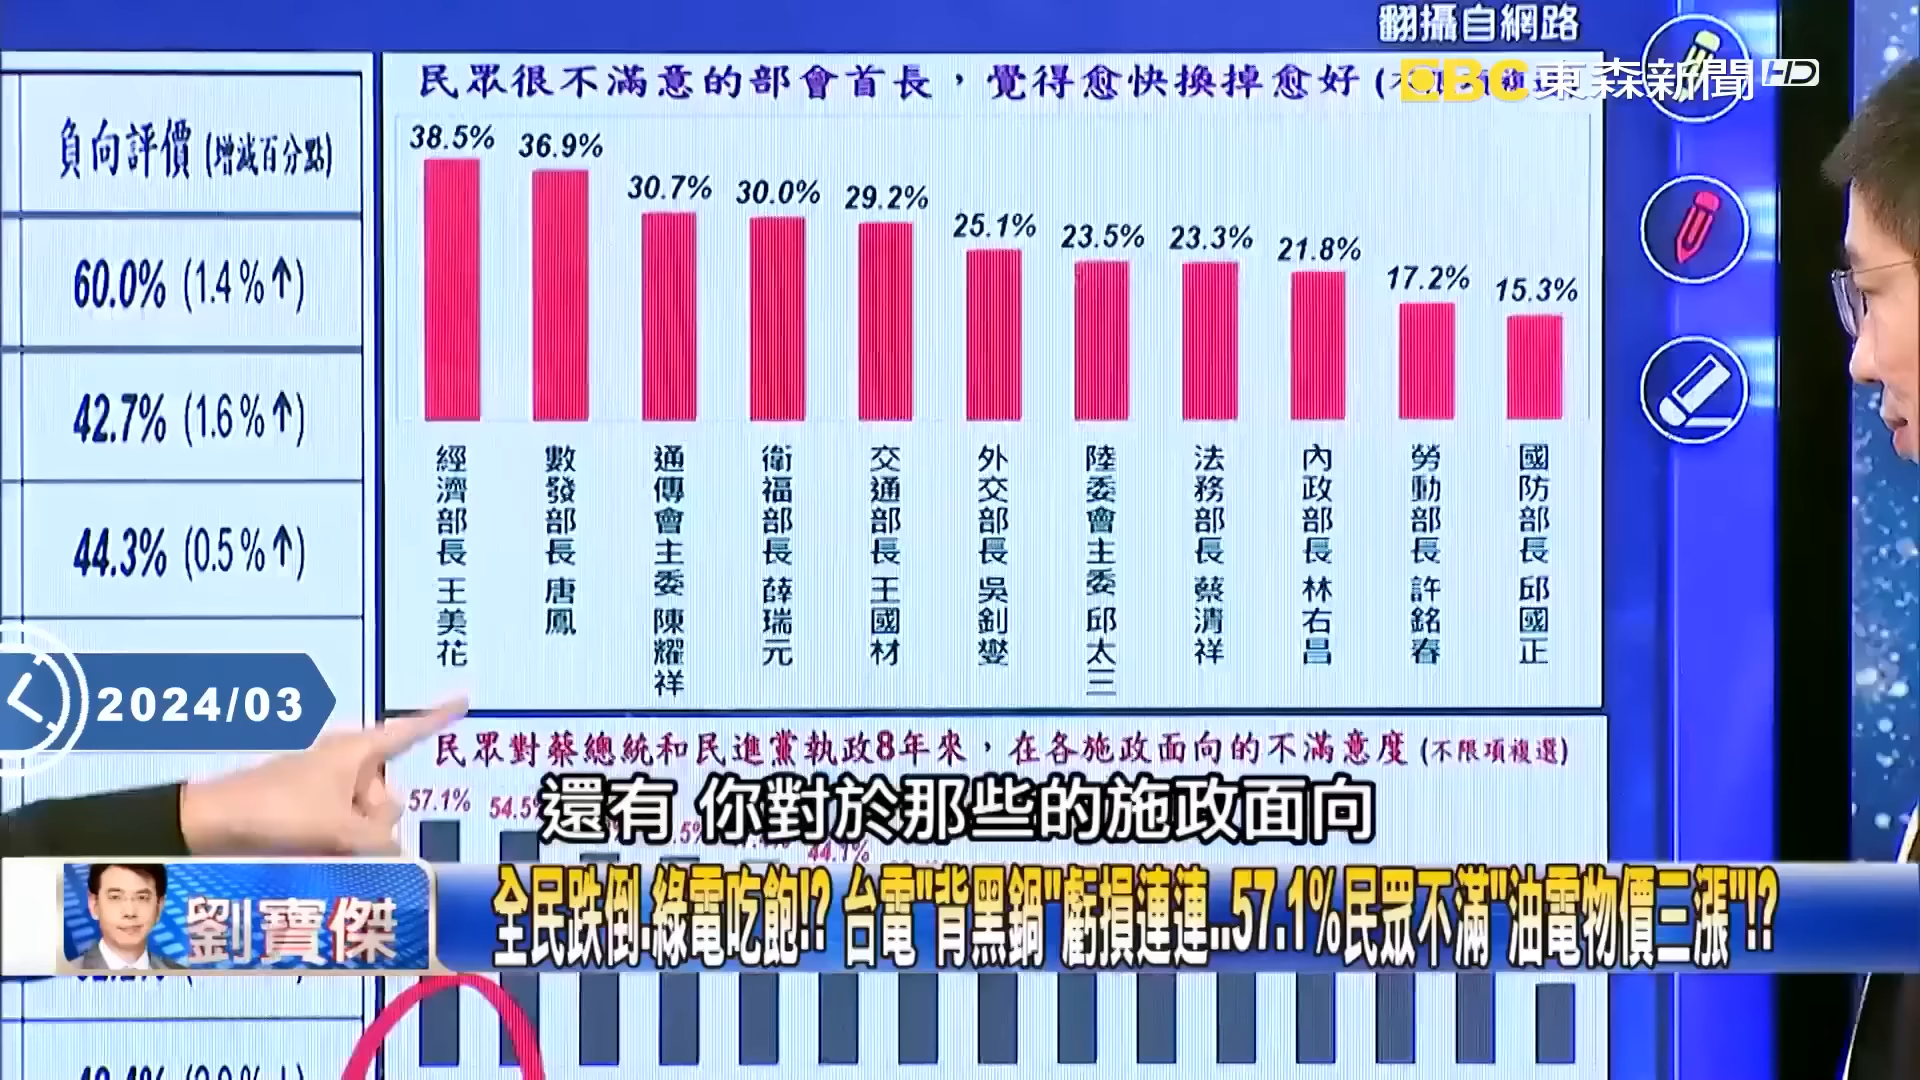 翻攝自網路
EBC 東森新聞 HD
負向評價 (增減百分點)
60.0% (1.4%↑)
42.7% (1.6%↑)
44.3% (0.5%↑)
民眾很不滿意的部會首長，覺得愈快換掉愈好
38.5% 36.9% 30.7% 30.0% 29.2% 25.1% 23.5% 23.3% 21.8% 17.2% 15.3%
經濟部長 王美花
數發部長 唐鳳
通傳會主委 陳耀祥
衛福部長 薛瑞元
交通部長 王國材
外交部長 吳釗燮
陸委會主委 邱太三
法務部長 蔡清祥
內政部長 林右昌
勞動部長 許銘春
國防部長 邱國正
2024/03
民眾對蔡總統和民進黨執政8年來，在各施政面向的不滿意度 (不限項複選)
57.1% 54.5% 44.1%
還有 你對於那些的施政面向
劉寶傑
全民跌倒.綠電吃飽!? 台電"背黑鍋"虧損連連..57.1%民眾不滿"油電物價三漲"!?